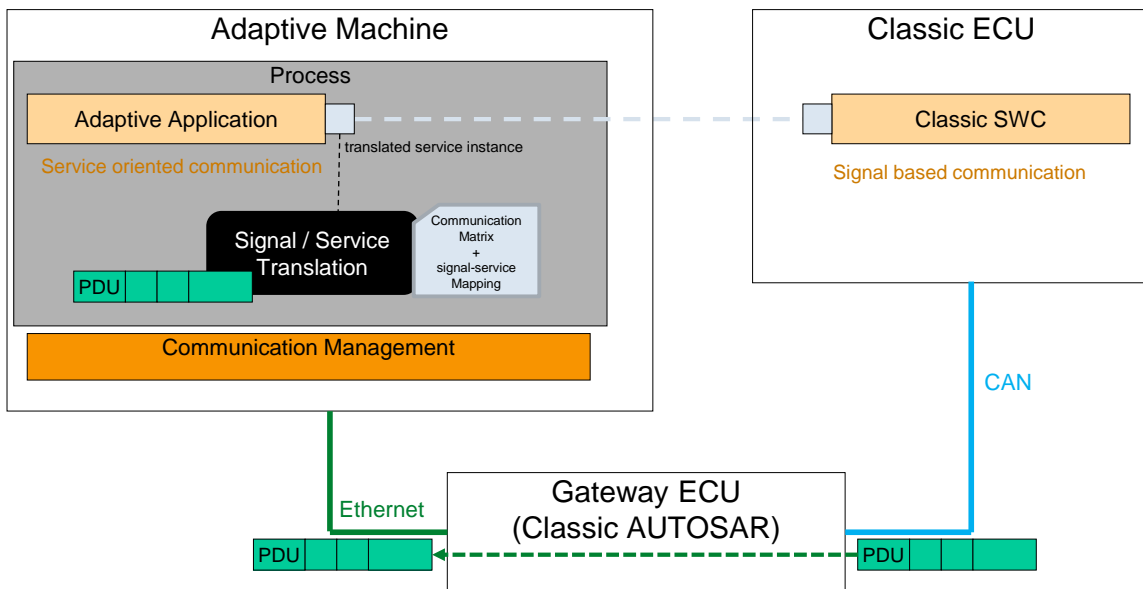 Adaptive Machine
Process
Adaptive Application
translated service instance
Service oriented communication
Signal / Service
Translation
Communication
Matrix
+
signal-service
Mapping
PDU
Communication Management
Classic ECU
Classic SWC
Signal based communication
CAN
Ethernet
Gateway ECU
(Classic AUTOSAR)
PDU
PDU